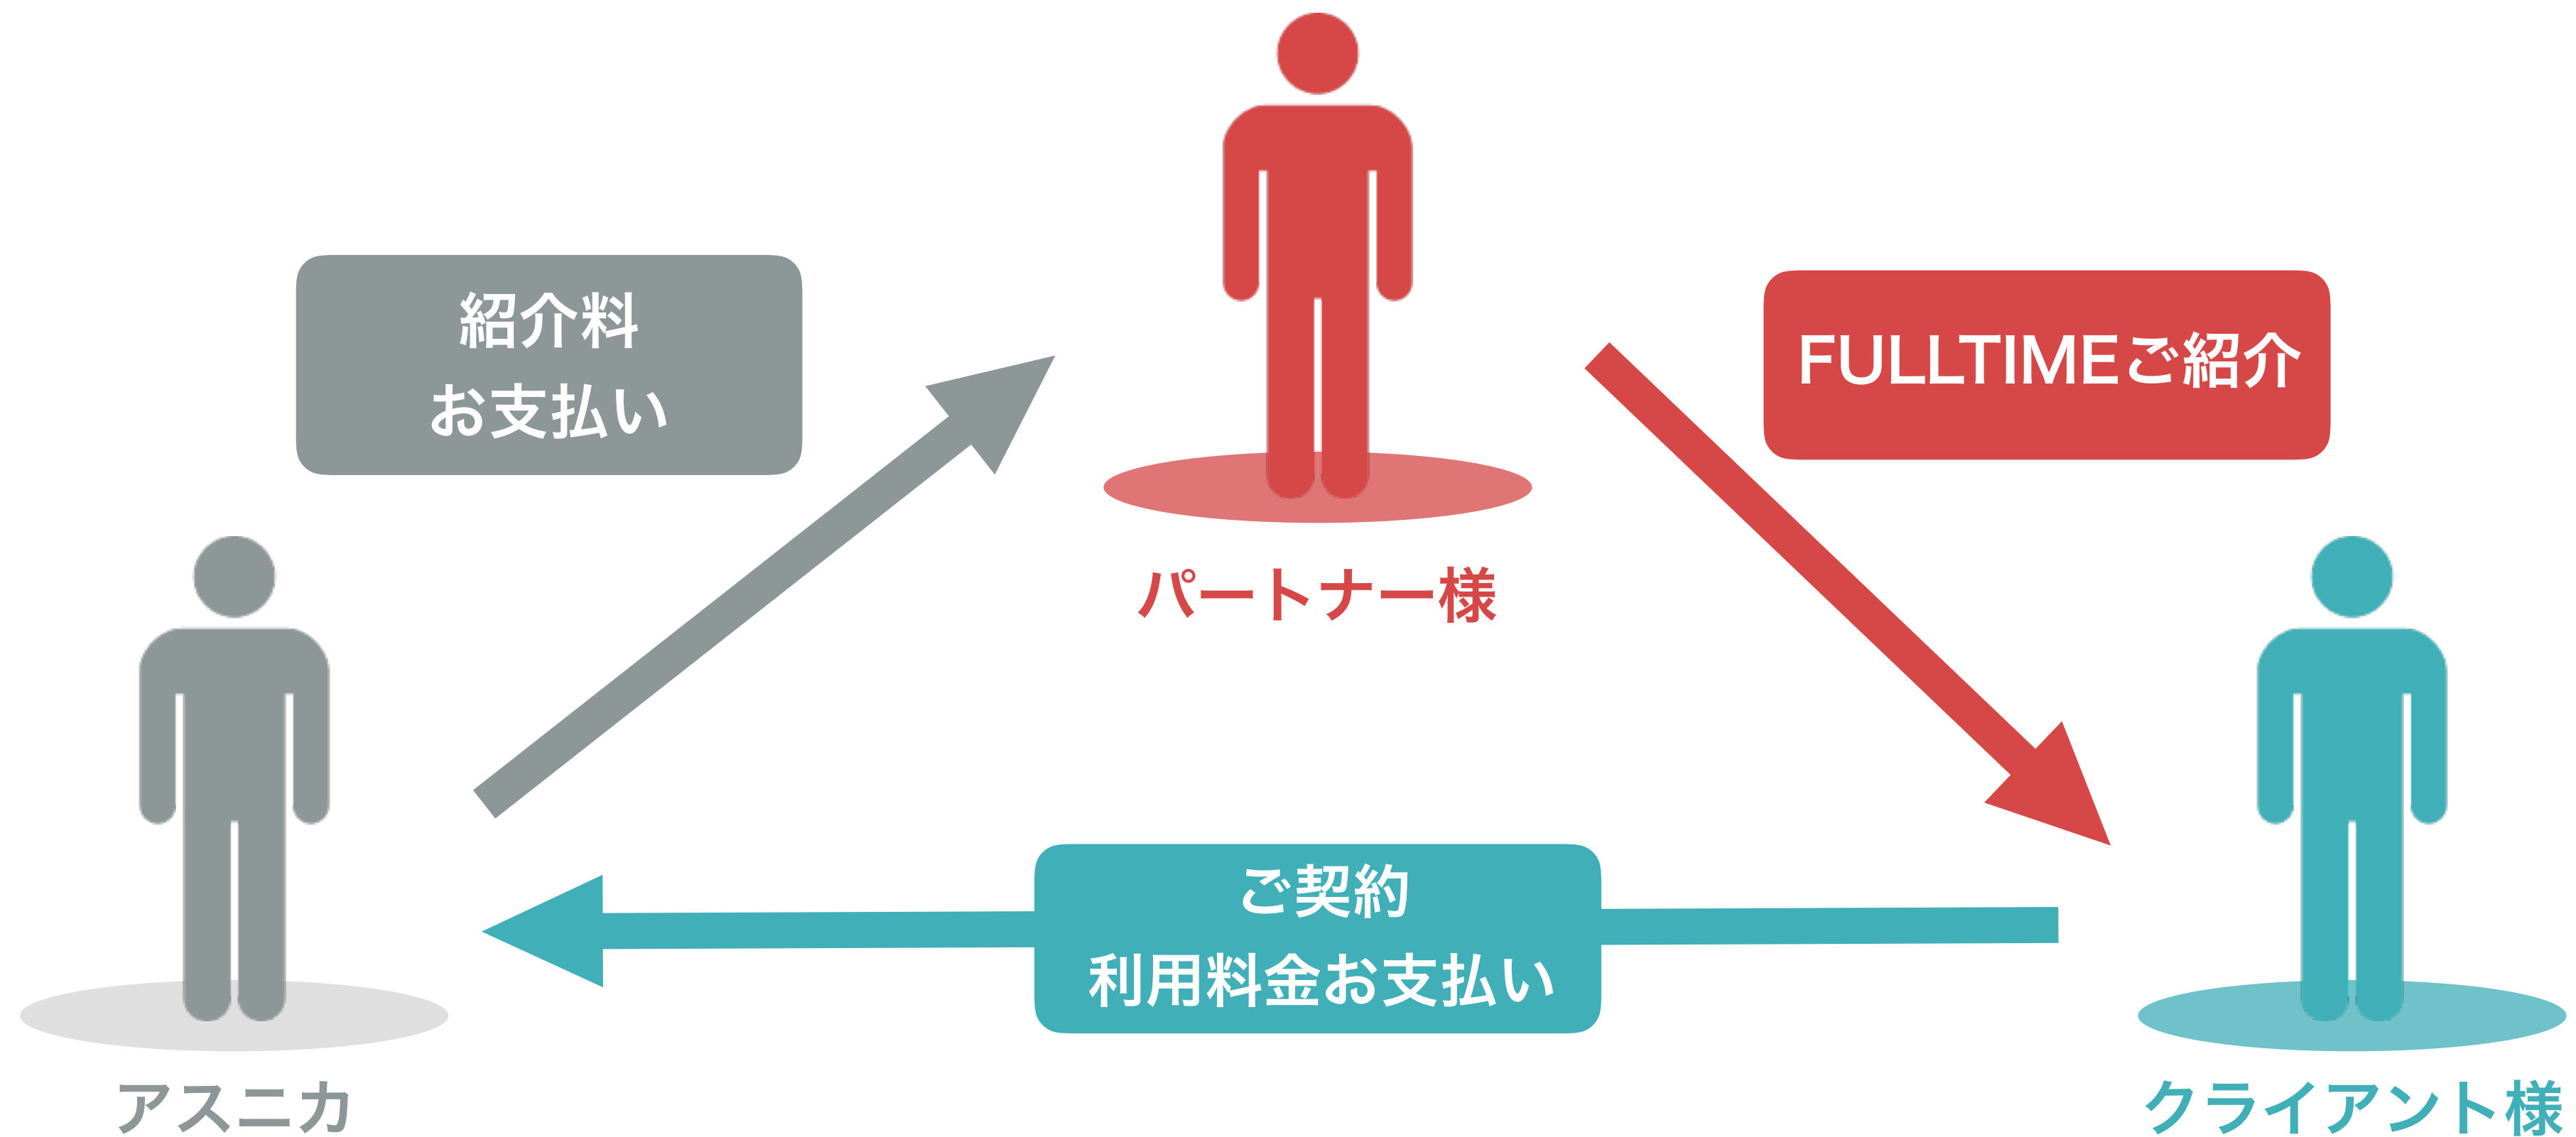 紹介料
お支払い
FULLTIMEご紹介
パートナー様
ご契約
利用料金お支払い
アスニカ
クライアント様